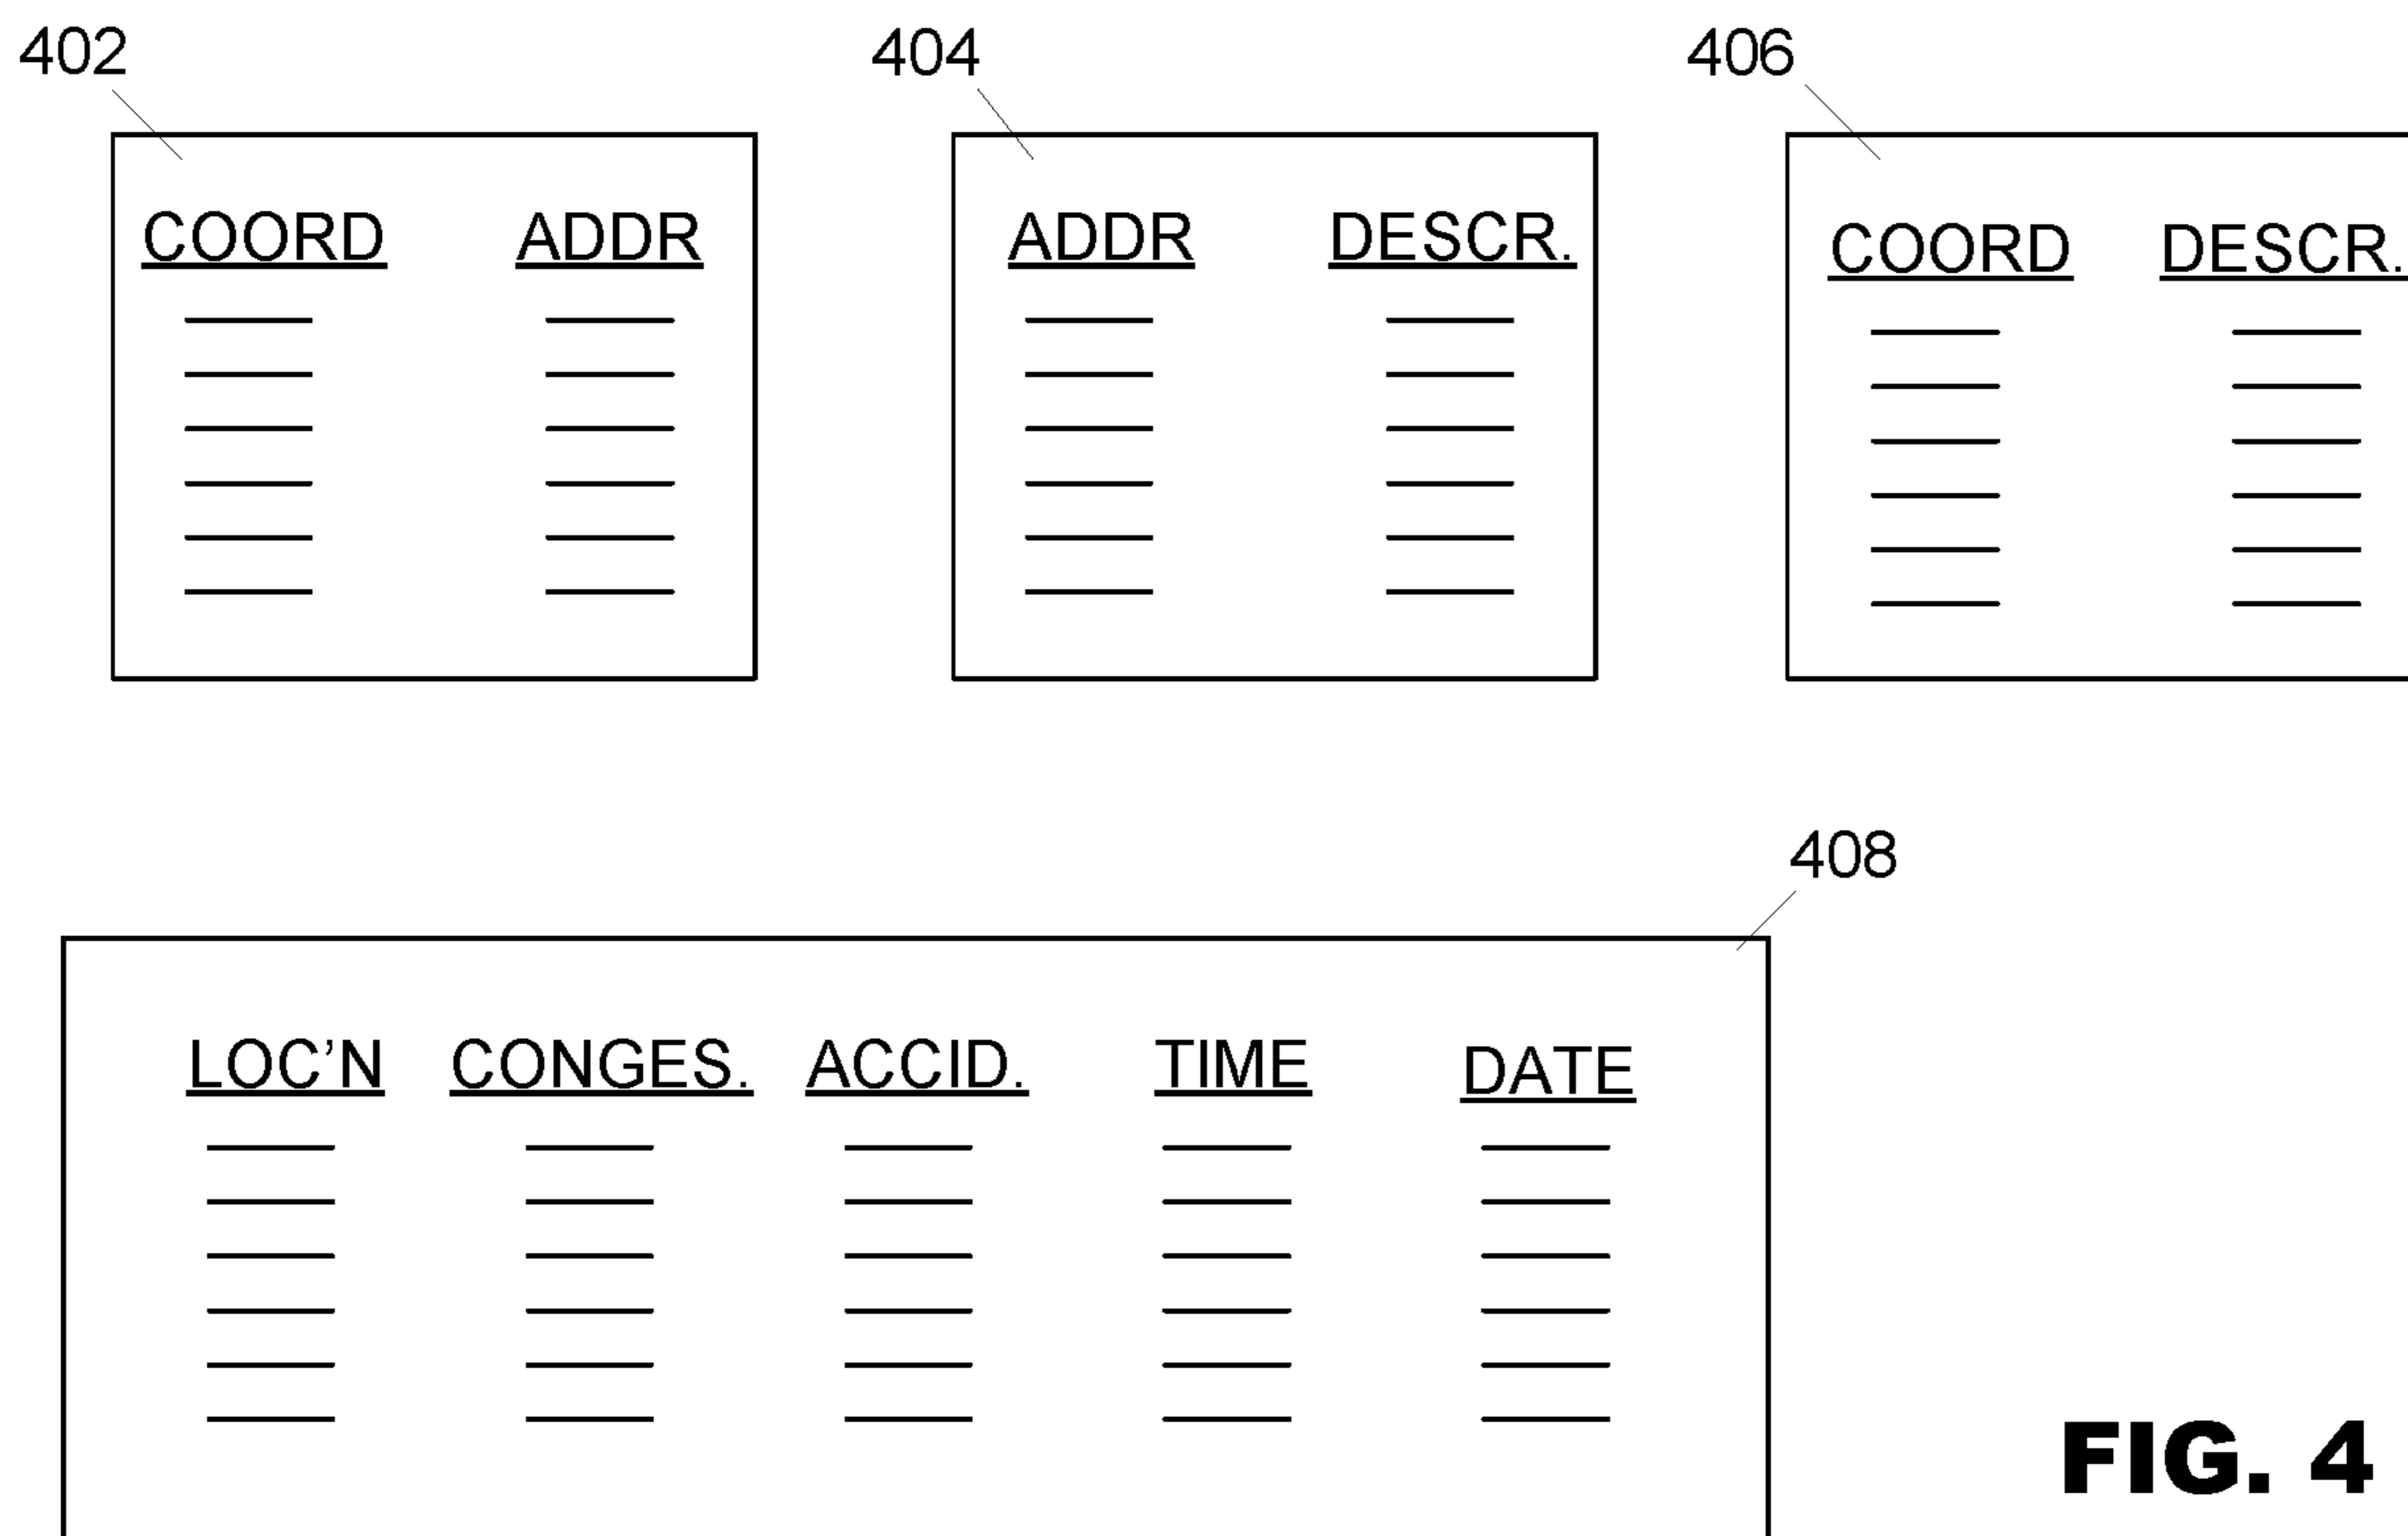 402 404 406
COORD ADDR ADDR DESCR. COORD DESCR.
408
LOC’N CONGES. ACCID. TIME DATE
FIG. 4